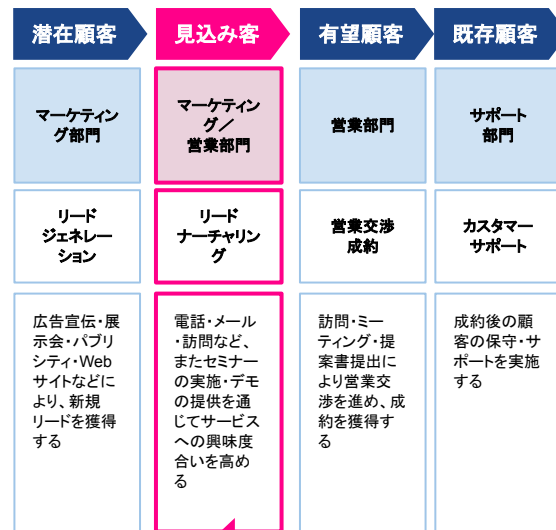 潜在顧客
見込み客
有望顧客
既存顧客
マーケティン
グ部門
マーケティン
グ／
営業部門
営業部門
サポート
部門
リード
ジェネレー
ション
リード
ナーチャリン
グ
営業交渉
成約
カスタマー
サポート
広告宣伝・展
示会・パブリ
シティ・Web
サイトなどに
より、新規
リードを獲得
する
電話・メール
・訪問など、
またセミナー
の実施・デモ
の提供を通
じてサービス
への興味度
合いを高め
る
訪問・ミー
ティング・提
案書提出に
より営業交
渉を進め、成
約を獲得す
る
成約後の顧
客の保守・サ
ポートを実施
する